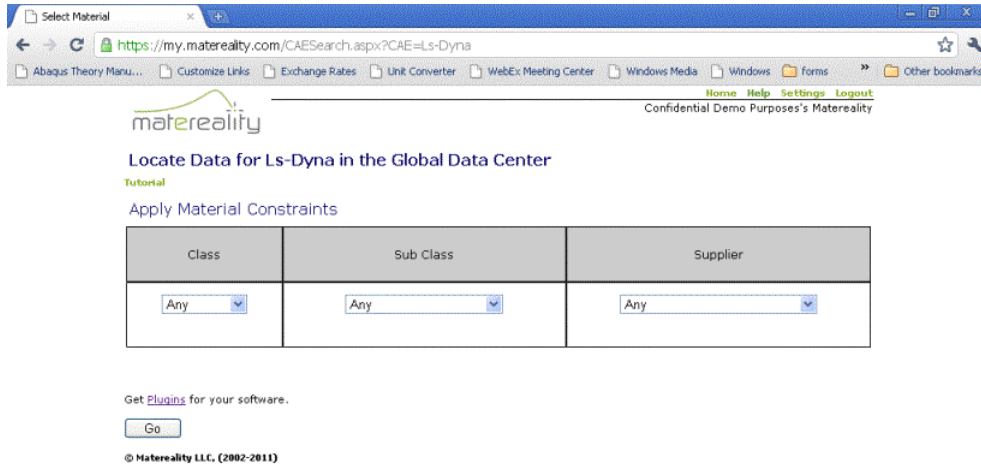 Select Material
https://my.matereality.com/CAESearch.aspx?CAE=Ls-Dyna
Abaqus Theory Manu... Customize Links Exchange Rates Unit Converter WebEx Meeting Center Windows Media Windows forms » Other bookmarks
Home Help Settings Logout
Confidential Demo Purposes's Matereality
matereality
Locate Data for Ls-Dyna in the Global Data Center
Tutorial
Apply Material Constraints
Class Sub Class Supplier
Any Any Any
Get Plugins for your software.
Go
© Matereality LLC, (2002-2011)